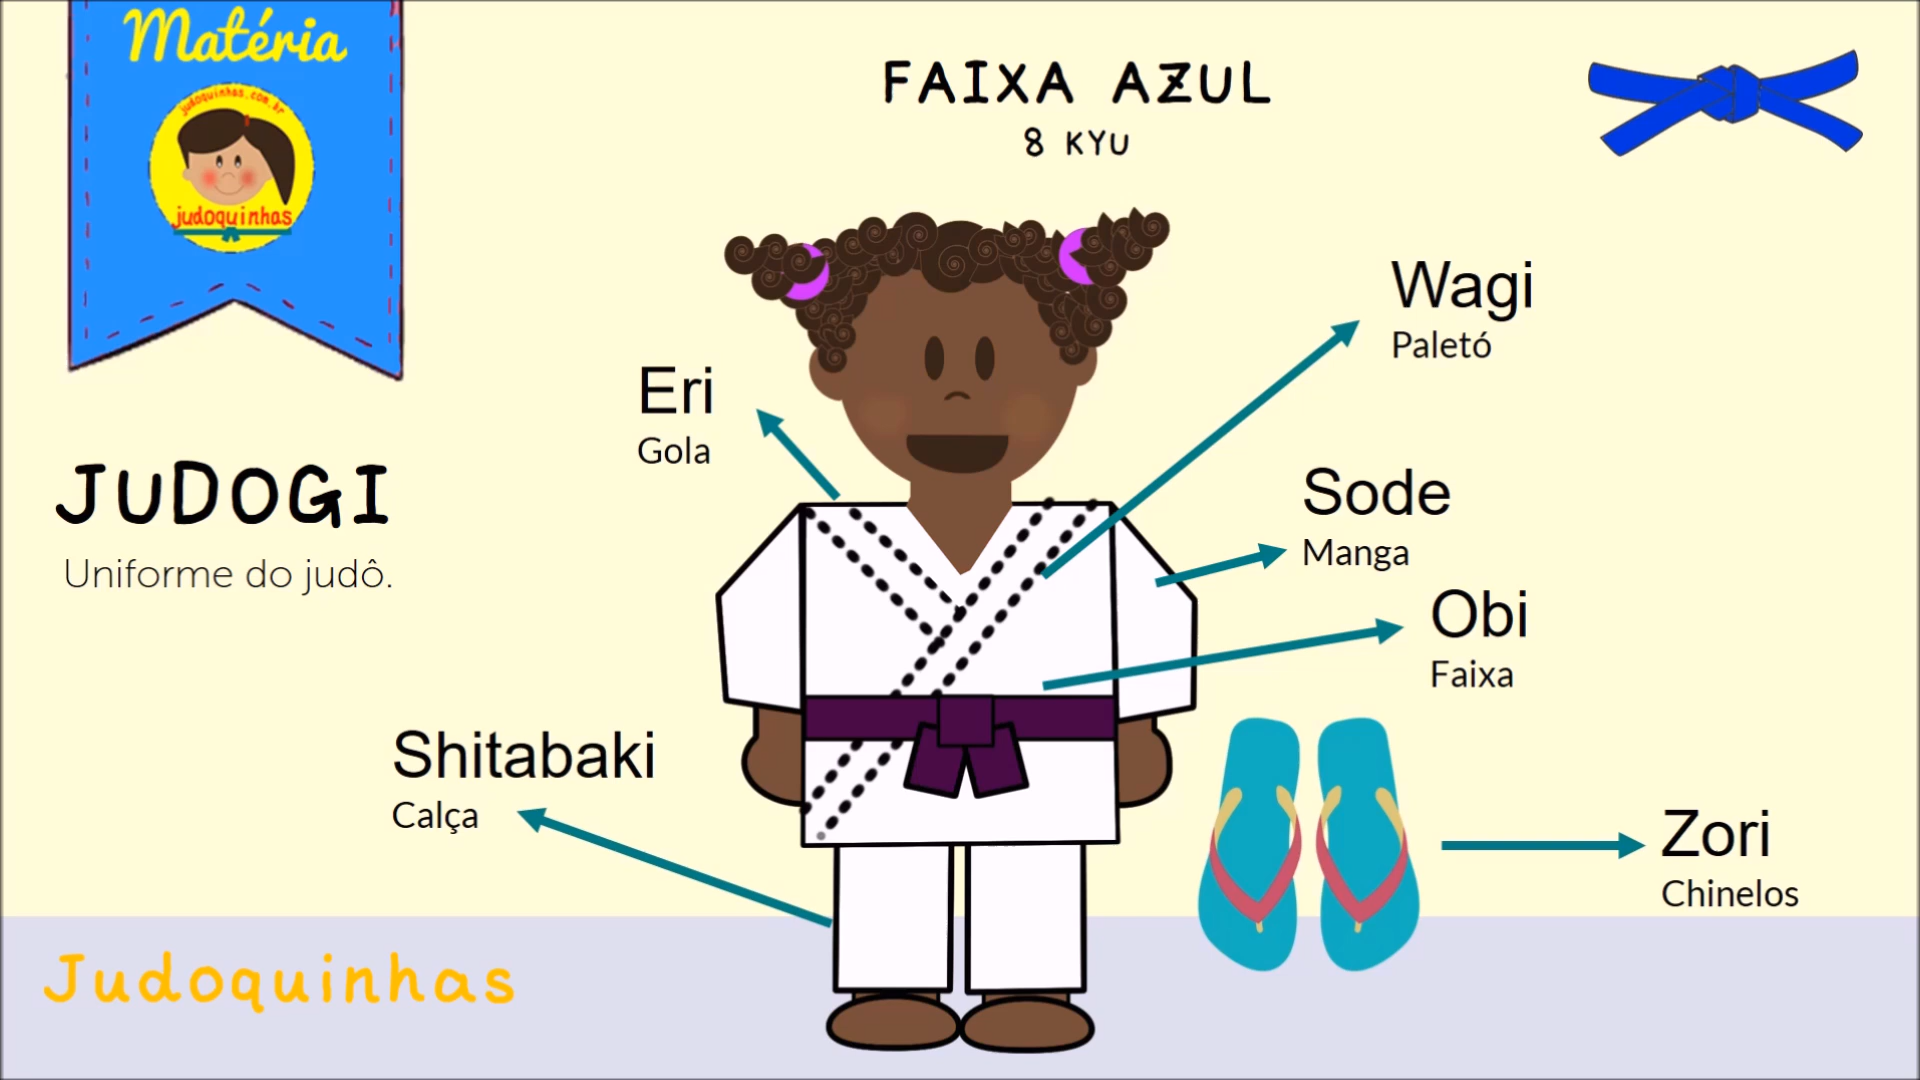 Matéria
judoquinhas.com.br
judoquinhas
FAIXA AZUL
8 KYU
JUDOGI
Uniforme do judô.
Eri
Gola
Wagi
Paletó
Sode
Manga
Obi
Faixa
Shitabaki
Calça
Zori
Chinelos
Judoquinhas